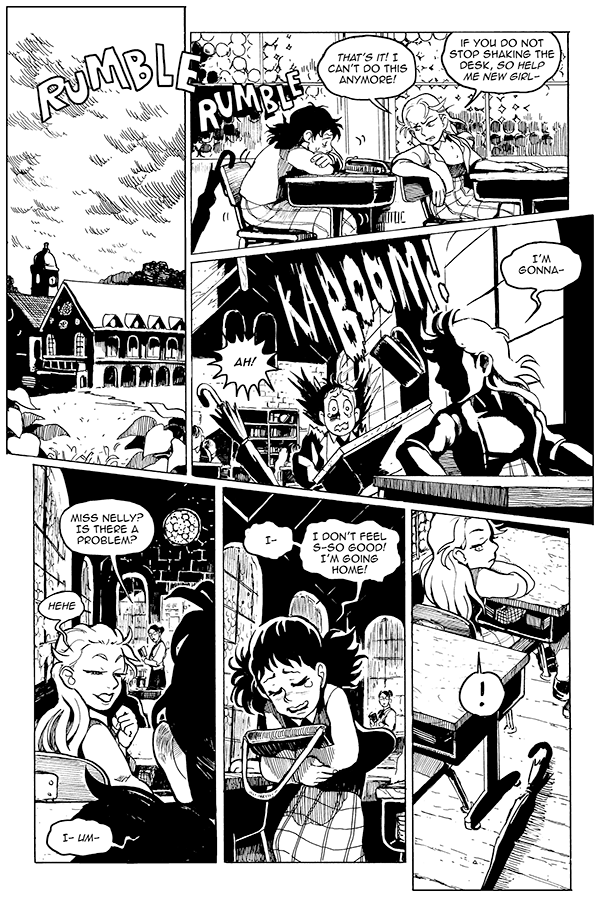 RUMBLE
RUMBLE
THAT'S IT! I
CAN'T DO THIS
ANYMORE!
IF YOU DO NOT
STOP SHAKING THE
DESK, SO HELP
ME NEW GIRL-
KABOOM!
I'M
GONNA-
AH!
MISS NELLY?
IS THERE A
PROBLEM?
HEHE
I- UM-
I-
I DON'T FEEL
S-SO GOOD!
I'M GOING
HOME!
!